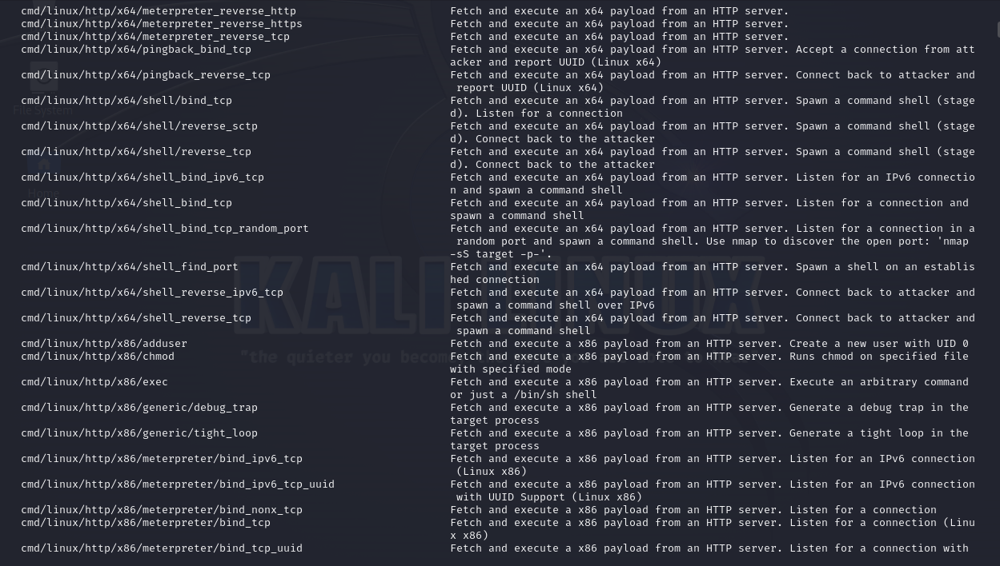 cmd/linux/http/x64/meterpreter_reverse_http Fetch and execute an x64 payload from an HTTP server.
cmd/linux/http/x64/meterpreter_reverse_https Fetch and execute an x64 payload from an HTTP server.
cmd/linux/http/x64/meterpreter_reverse_tcp Fetch and execute an x64 payload from an HTTP server.
cmd/linux/http/x64/pingback_bind_tcp Fetch and execute an x64 payload from an HTTP server. Accept a connection from att
acker and report UUID (Linux x64)
cmd/linux/http/x64/pingback_reverse_tcp Fetch and execute an x64 payload from an HTTP server. Connect back to attacker and
report UUID (Linux x64)
cmd/linux/http/x64/shell/bind_tcp Fetch and execute an x64 payload from an HTTP server. Spawn a command shell (stage
d). Listen for a connection
cmd/linux/http/x64/shell/reverse_sctp Fetch and execute an x64 payload from an HTTP server. Spawn a command shell (stage
d). Connect back to the attacker
cmd/linux/http/x64/shell/reverse_tcp Fetch and execute an x64 payload from an HTTP server. Spawn a command shell (stage
d). Connect back to the attacker
cmd/linux/http/x64/shell_bind_ipv6_tcp Fetch and execute an x64 payload from an HTTP server. Listen for an IPv6 connectio
n and spawn a command shell
cmd/linux/http/x64/shell_bind_tcp Fetch and execute an x64 payload from an HTTP server. Listen for a connection and
spawn a command shell
cmd/linux/http/x64/shell_bind_tcp_random_port Fetch and execute an x64 payload from an HTTP server. Listen for a connection in a
random port and spawn a command shell. Use nmap to discover the open port: 'nmap
-sS target -p-'.
cmd/linux/http/x64/shell_find_port Fetch and execute an x64 payload from an HTTP server. Spawn a shell on an establis
hed connection
cmd/linux/http/x64/shell_reverse_ipv6_tcp Fetch and execute an x64 payload from an HTTP server. Connect back to attacker and
spawn a command shell over IPv6
cmd/linux/http/x64/shell_reverse_tcp Fetch and execute an x64 payload from an HTTP server. Connect back to attacker and
spawn a command shell
cmd/linux/http/x86/adduser Fetch and execute a x86 payload from an HTTP server. Create a new user with UID 0
cmd/linux/http/x86/chmod Fetch and execute a x86 payload from an HTTP server. Runs chmod on specified file
with specified mode
cmd/linux/http/x86/exec Fetch and execute a x86 payload from an HTTP server. Execute an arbitrary command
or just a /bin/sh shell
cmd/linux/http/x86/generic/debug_trap Fetch and execute a x86 payload from an HTTP server. Generate a debug trap in the
target process
cmd/linux/http/x86/generic/tight_loop Fetch and execute a x86 payload from an HTTP server. Generate a tight loop in the
target process
cmd/linux/http/x86/meterpreter/bind_ipv6_tcp Fetch and execute a x86 payload from an HTTP server. Listen for an IPv6 connection
(Linux x86)
cmd/linux/http/x86/meterpreter/bind_ipv6_tcp_uuid Fetch and execute a x86 payload from an HTTP server. Listen for an IPv6 connection
with UUID Support (Linux x86)
cmd/linux/http/x86/meterpreter/bind_nonx_tcp Fetch and execute a x86 payload from an HTTP server. Listen for a connection
cmd/linux/http/x86/meterpreter/bind_tcp Fetch and execute a x86 payload from an HTTP server. Listen for a connection (Linu
x x86)
cmd/linux/http/x86/meterpreter/bind_tcp_uuid Fetch and execute a x86 payload from an HTTP server. Listen for a connection with
File System
Home
KALI LINUX
"the quieter you become